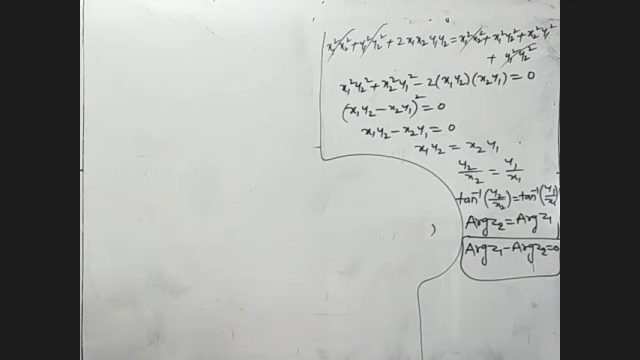 x₁²x₂² + y₁²y₂² + 2x₁x₂y₁y₂ = x₁²x₂² + x₁²y₂² + x₂²y₁²
+ y₁²y₂²
x₁²y₂² + x₂²y₁² - 2(x₁y₂)(x₂y₁) = 0
(x₁y₂ - x₂y₁)² = 0
x₁y₂ - x₂y₁ = 0
x₁y₂ = x₂y₁
y₂/x₂ = y₁/x₁
tan⁻¹(y₂/x₂) = tan⁻¹(y₁/x₁)
Arg z₂ = Arg z₁
Arg z₁ - Arg z₂ = 0